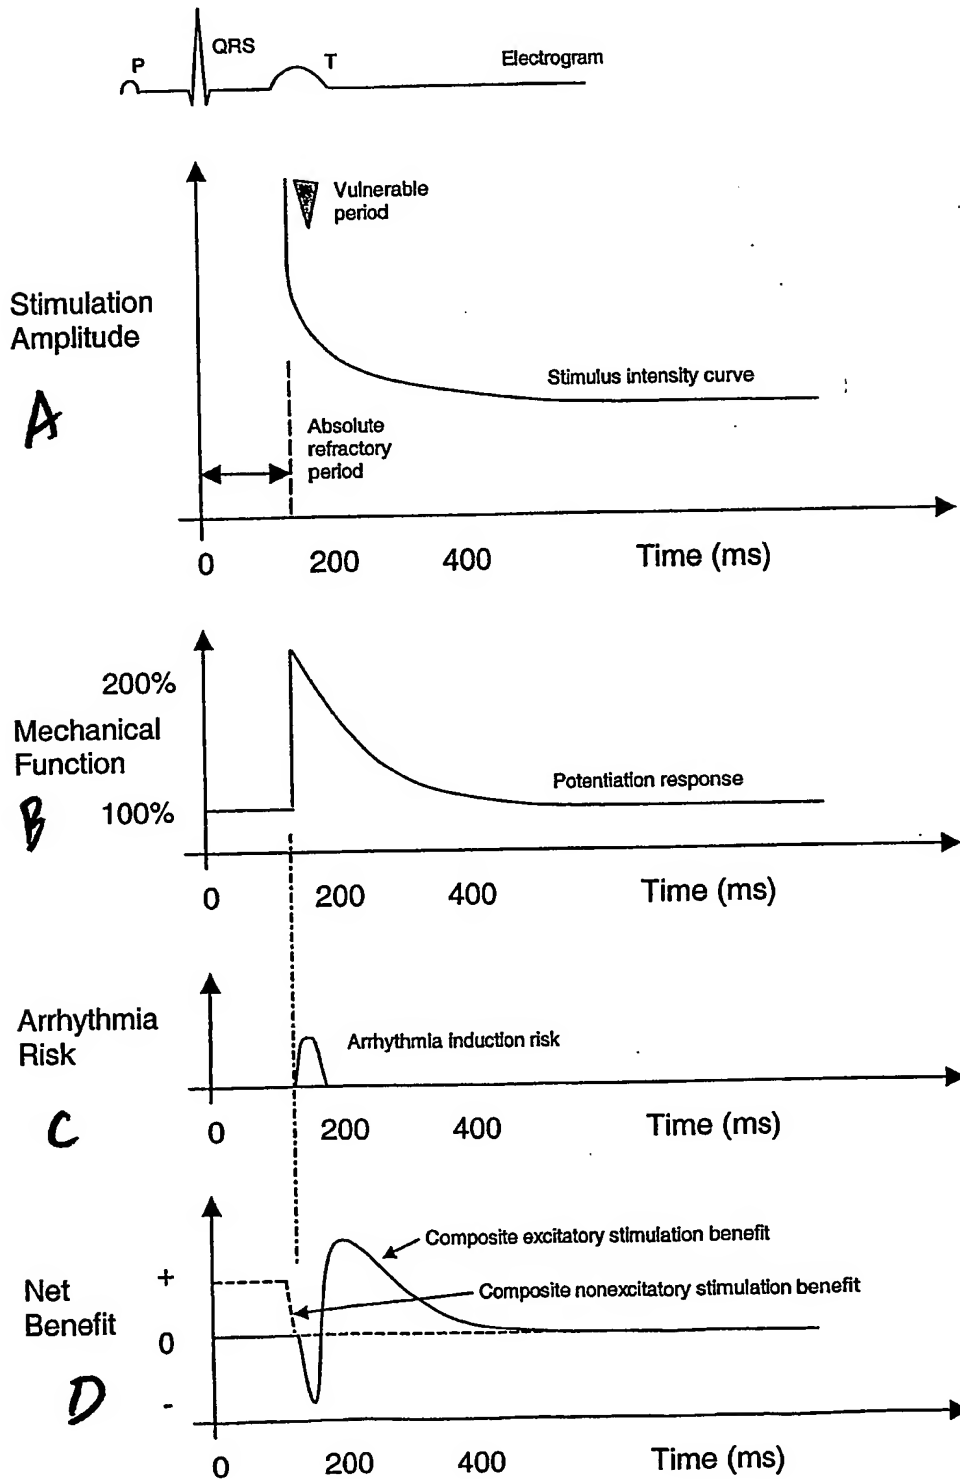 P
QRS
T
Electrogram
Vulnerable
period
Stimulation
Amplitude
A
Stimulus intensity curve
Absolute
refractory
period
0 200 400 Time (ms)
200%
Mechanical
Function
B
100%
Potentiation response
0 200 400 Time (ms)
Arrhythmia
Risk
C
Arrhythmia induction risk
0 200 400 Time (ms)
Composite excitatory stimulation benefit
+
Composite nonexcitatory stimulation benefit
Net
Benefit
0
D
-
0 200 400 Time (ms)